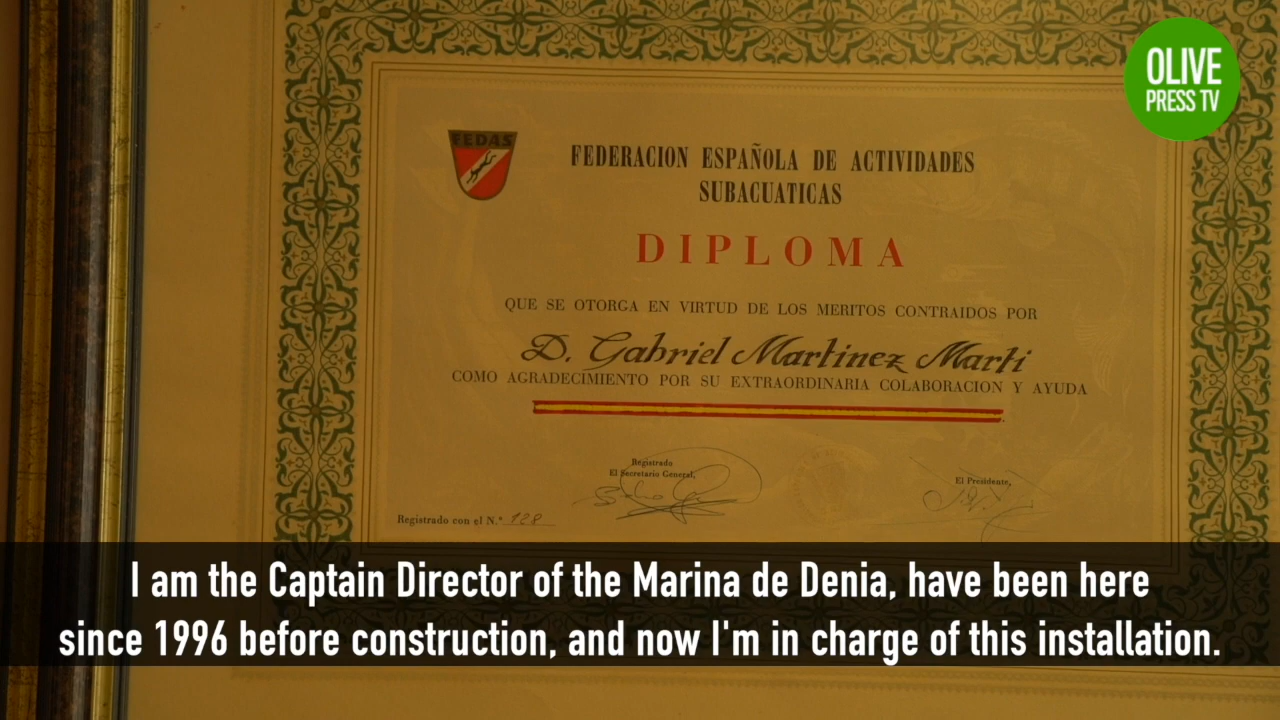 OLIVE
PRESS TV
FEDAS
FEDERACION ESPAÑOLA DE ACTIVIDADES
SUBACUATICAS
DIPLOMA
QUE SE OTORGA EN VIRTUD DE LOS MERITOS CONTRAIDOS POR
D. Gabriel Martinez Marti
COMO AGRADECIMIENTO POR SU EXTRAORDINARIA COLABORACION Y AYUDA
Registrado
El Secretario General,
El Presidente,
Registrado con el N.º 128
I am the Captain Director of the Marina de Denia, have been here
since 1996 before construction, and now I'm in charge of this installation.